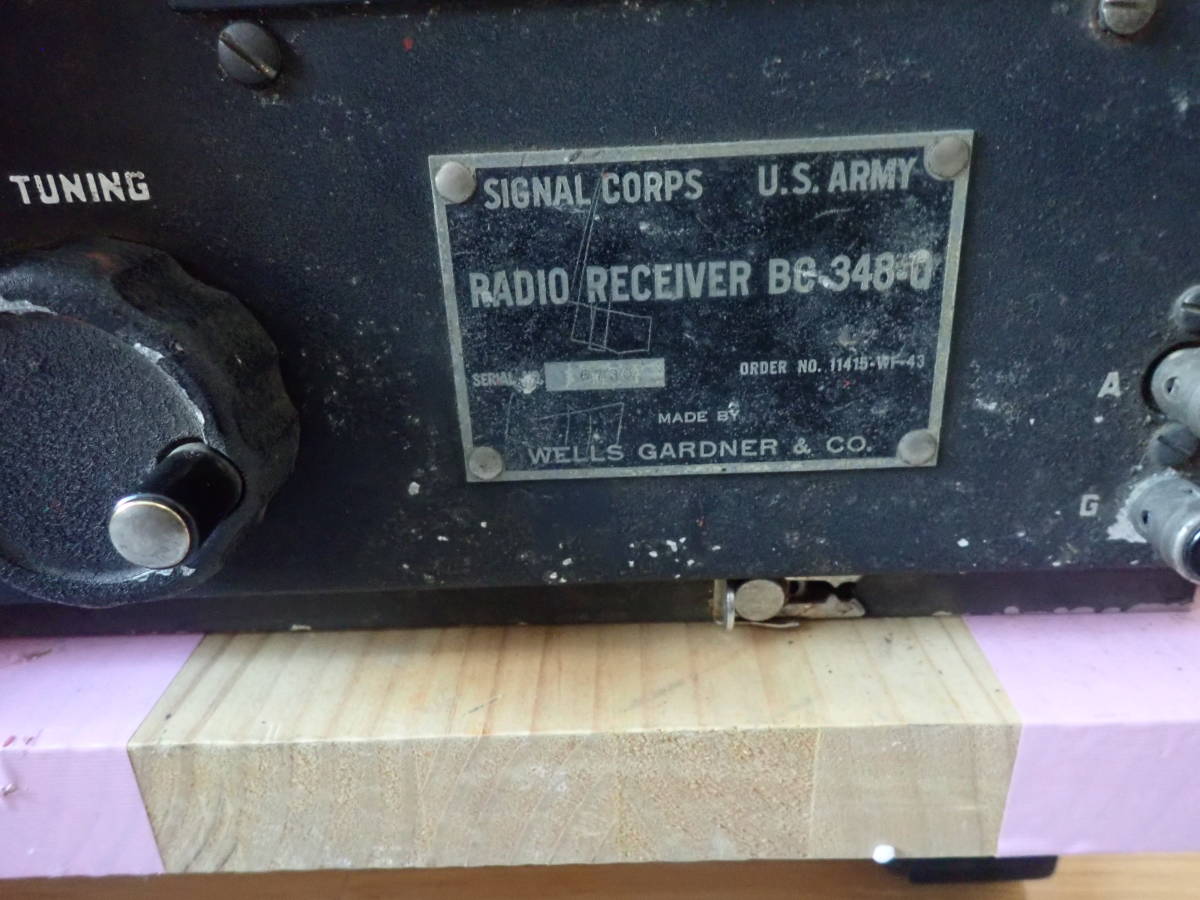 TUNING
SIGNAL CORPS U.S. ARMY
RADIO RECEIVER BC-348-Q
SERIAL NO.
ORDER NO. 11415-WF-43
MADE BY
WELLS GARDNER & CO.
A
G